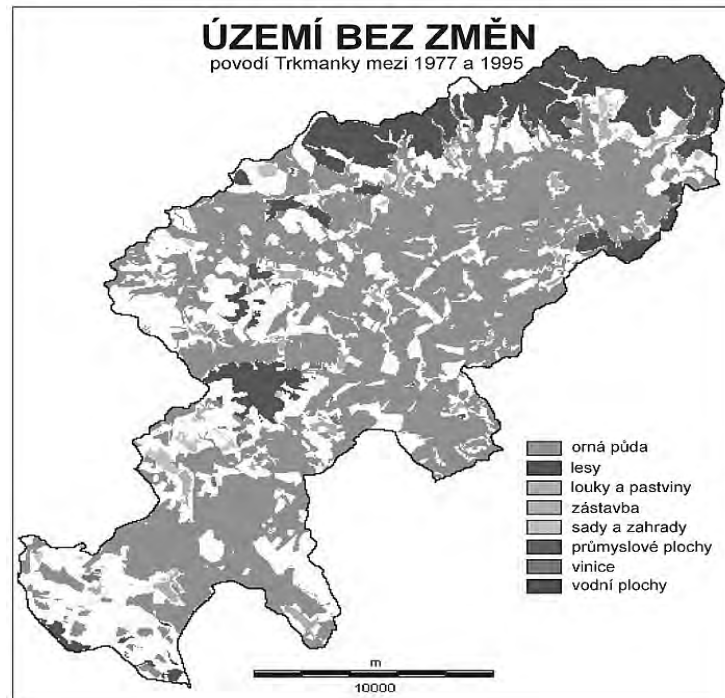 ÚZEMÍ BEZ ZMĚN
povodí Trkmanky mezi 1977 a 1995
orná půda
lesy
louky a pastviny
zástavba
sady a zahrady
průmyslové plochy
vinice
vodní plochy
m
10000